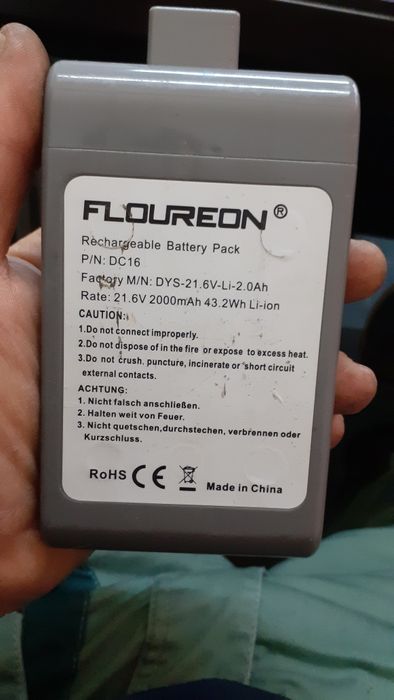 FLOUREON®
Rechargeable Battery Pack
P/N: DC16
Factory M/N: DYS-21.6V-Li-2.0Ah
Rate: 21.6V 2000mAh 43.2Wh Li-ion
CAUTION:
1.Do not connect improperly.
2.Do not dispose of in the fire or expose to excess heat.
3.Do not crush, puncture, incinerate or short circuit
external contacts.
ACHTUNG:
1. Nicht falsch anschließen.
2. Halten weit von Feuer.
3. Nicht quetschen,durchstechen, verbrennen oder
Kurzschluss.
RoHS CE Made in China